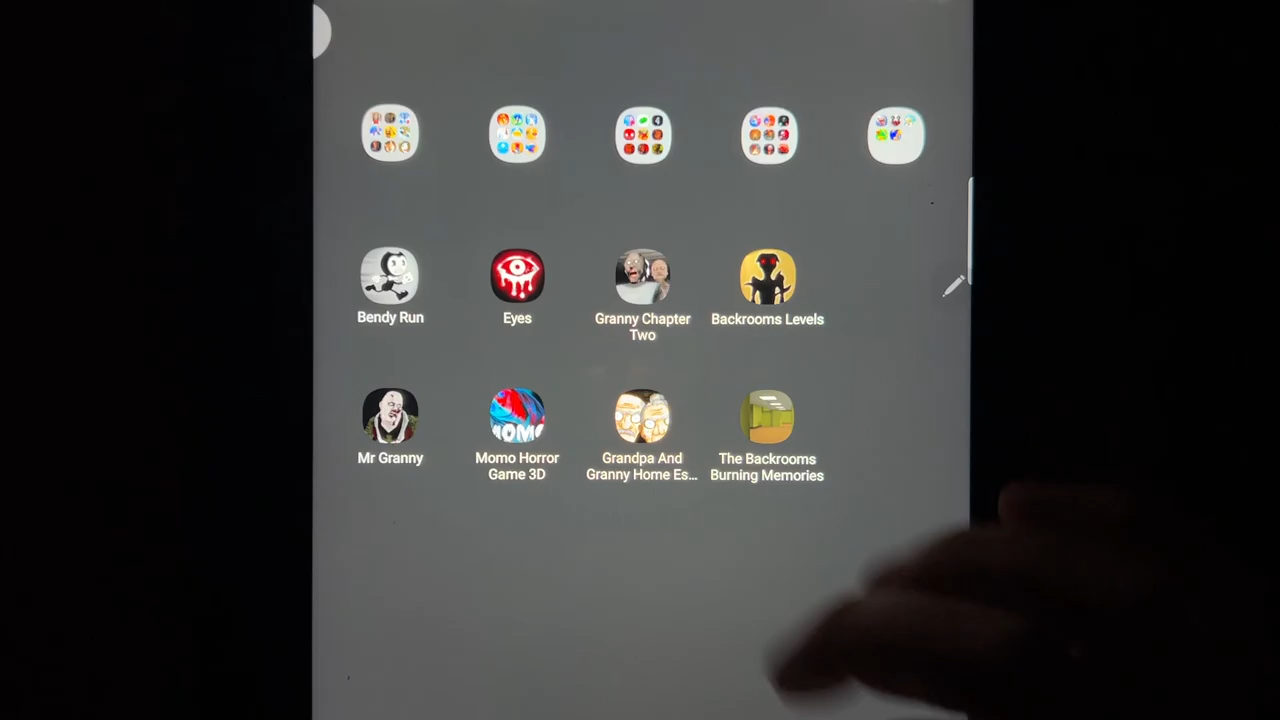 Bendy Run
Eyes
Granny Chapter
Two
Backrooms Levels
Mr Granny
MOMO
Momo Horror
Game 3D
Grandpa And
Granny Home Es...
The Backrooms
Burning Memories